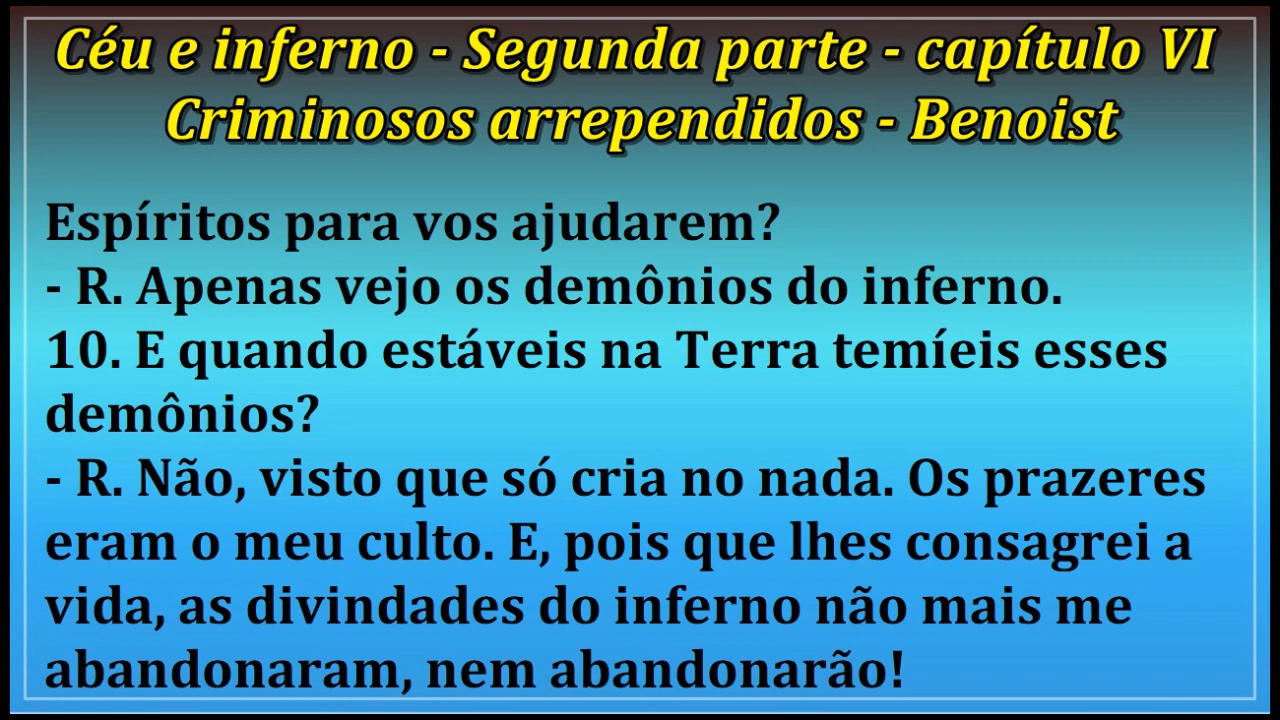 Céu e inferno - Segunda parte - capítulo VI
Criminosos arrependidos - Benoist
Espíritos para vos ajudarem?
- R. Apenas vejo os demônios do inferno.
10. E quando estáveis na Terra temíeis esses
demônios?
- R. Não, visto que só cria no nada. Os prazeres
eram o meu culto. E, pois que lhes consagrei a
vida, as divindades do inferno não mais me
abandonaram, nem abandonarão!